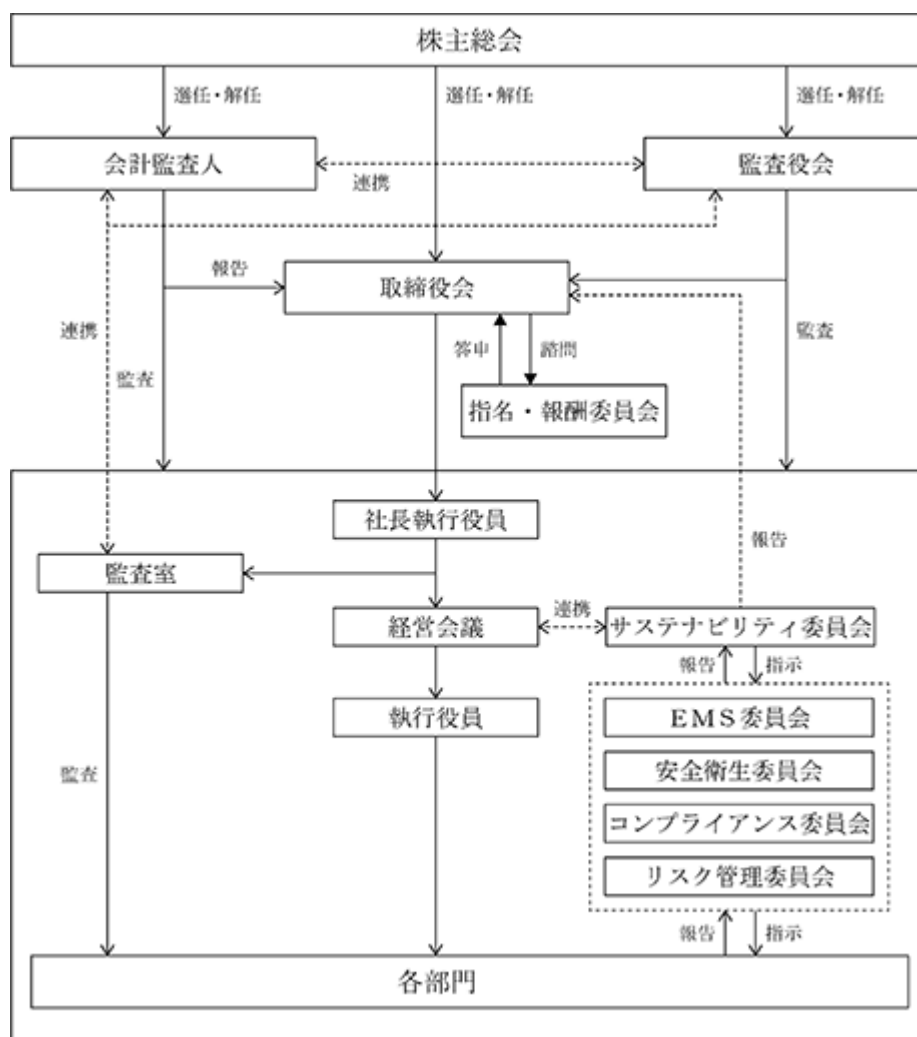 株主総会
選任・解任
選任・解任
選任・解任
会計監査人
連携
監査役会
報告
取締役会
連携
監査
答申
諮問
監査
指名・報酬委員会
社長執行役員
報告
監査室
経営会議
連携
サステナビリティ委員会
報告
指示
執行役員
EMS委員会
監査
安全衛生委員会
コンプライアンス委員会
リスク管理委員会
報告
指示
各部門